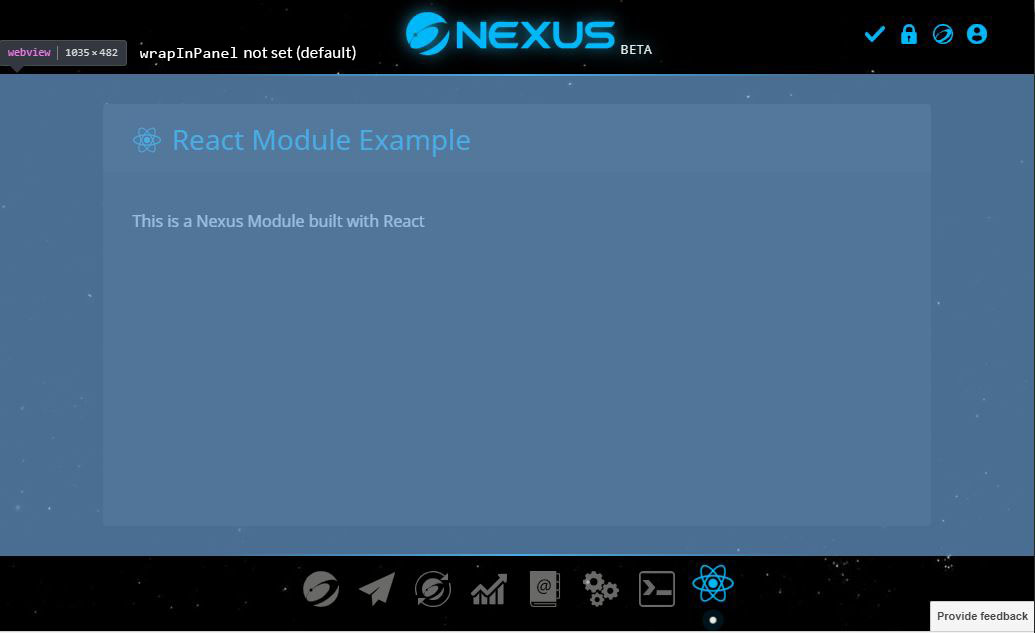 NEXUS
BETA
webview 1035×482
wrapInPanel not set (default)
React Module Example
This is a Nexus Module built with React
@
Provide feedback